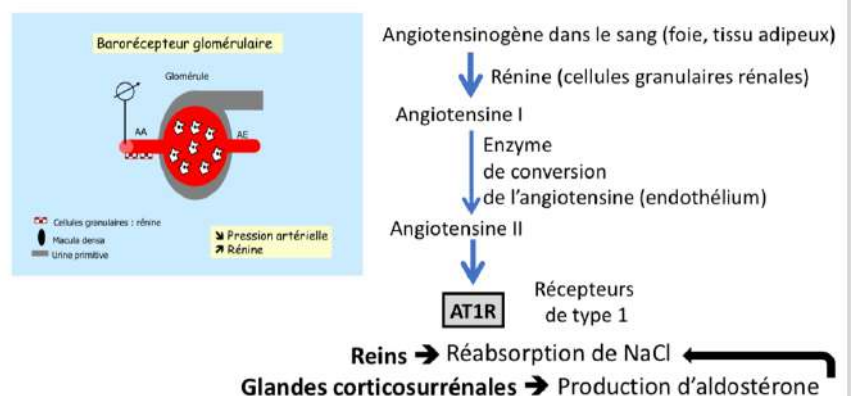 Barorécepteur glomérulaire
Glomérule
AA
AE
Cellules granulaires : rénine
Macula densa
Urine primitive
↘ Pression artérielle
↗ Rénine
Angiotensinogène dans le sang (foie, tissu adipeux)
Rénine (cellules granulaires rénales)
Angiotensine I
Enzyme
de conversion
de l'angiotensine (endothélium)
Angiotensine II
AT1R
Récepteurs
de type 1
Reins ➔ Réabsorption de NaCl
Glandes corticosurrénales ➔ Production d'aldostérone